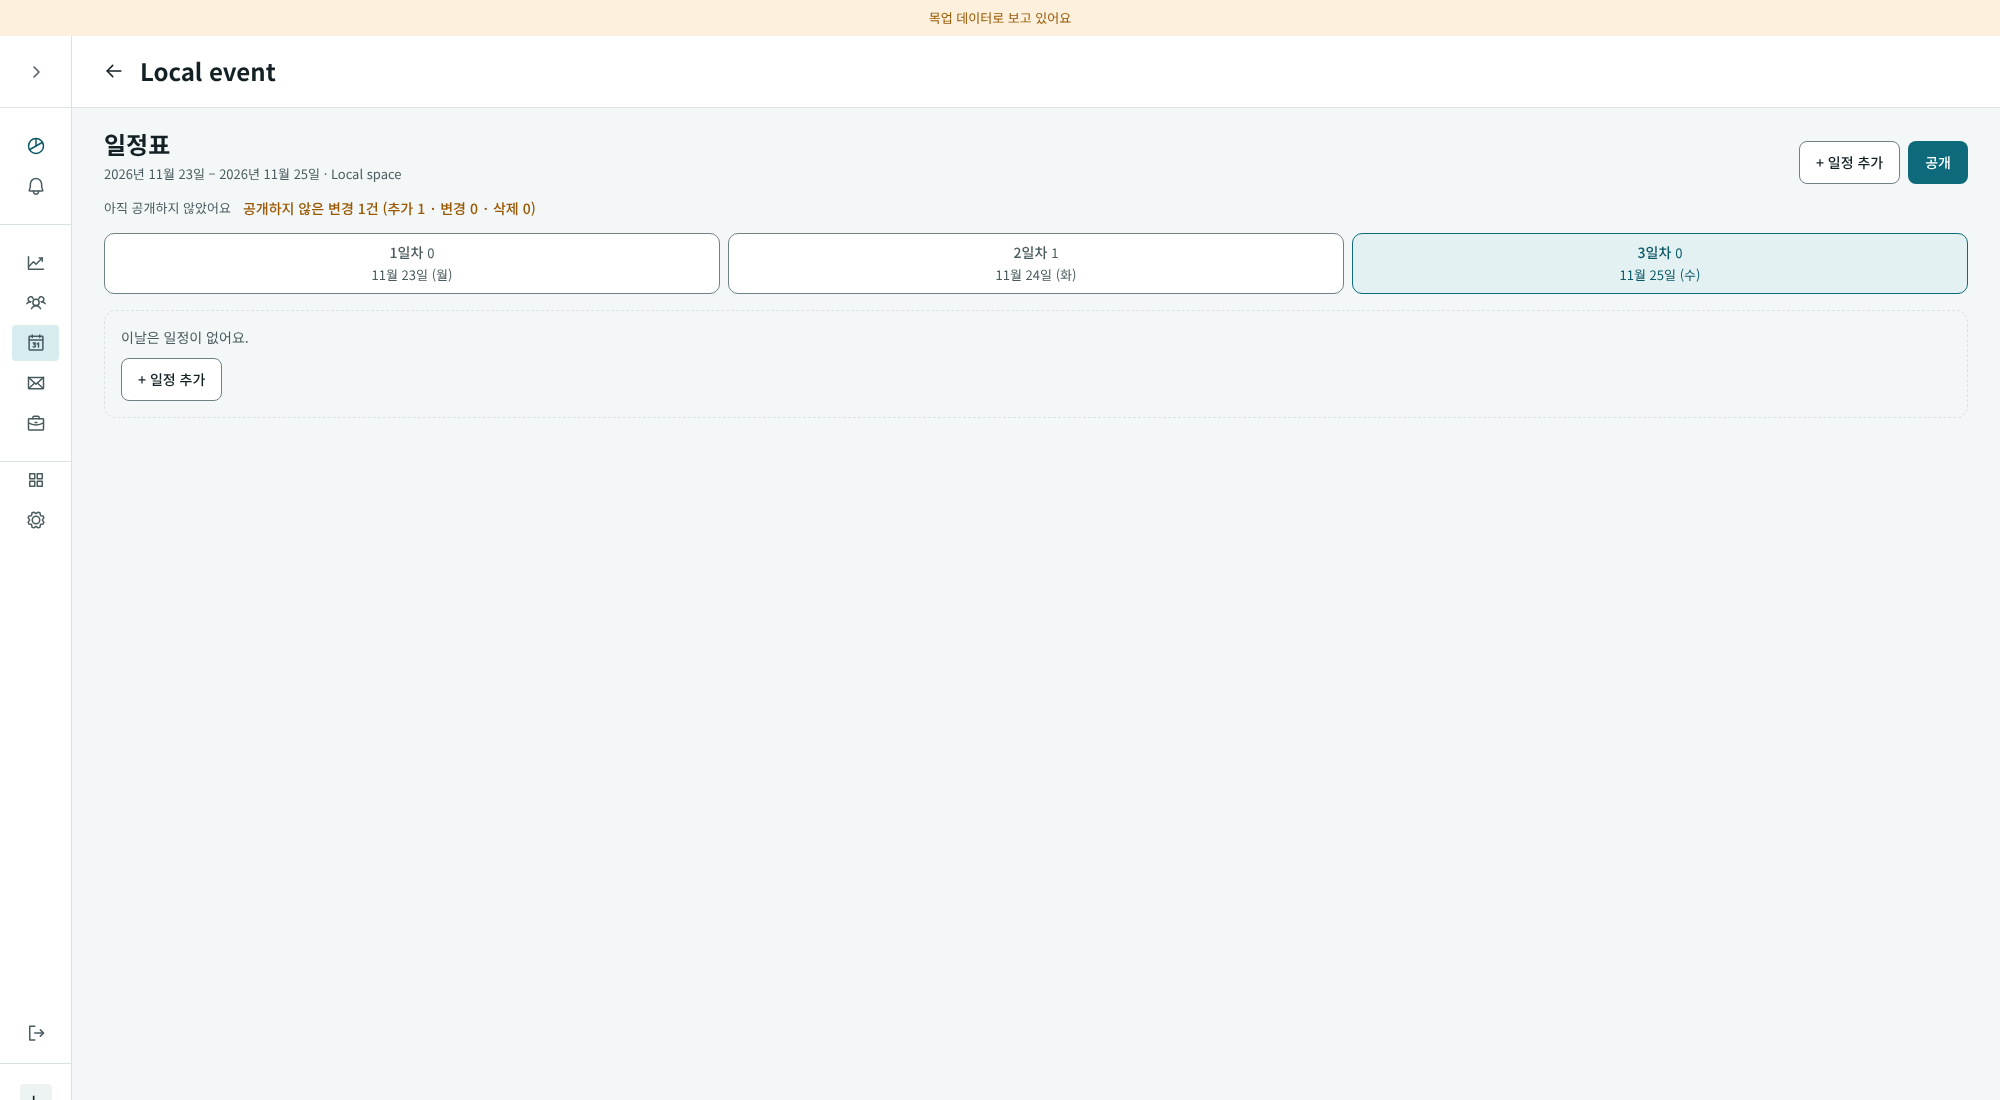 목업 데이터로 보고 있어요
Local event
일정표
2026년 11월 23일 – 2026년 11월 25일 · Local space
+ 일정 추가
공개
아직 공개하지 않았어요 공개하지 않은 변경 1건 (추가 1 · 변경 0 · 삭제 0)
1일차 0
11월 23일 (월)
2일차 1
11월 24일 (화)
3일차 0
11월 25일 (수)
이날은 일정이 없어요.
+ 일정 추가
31